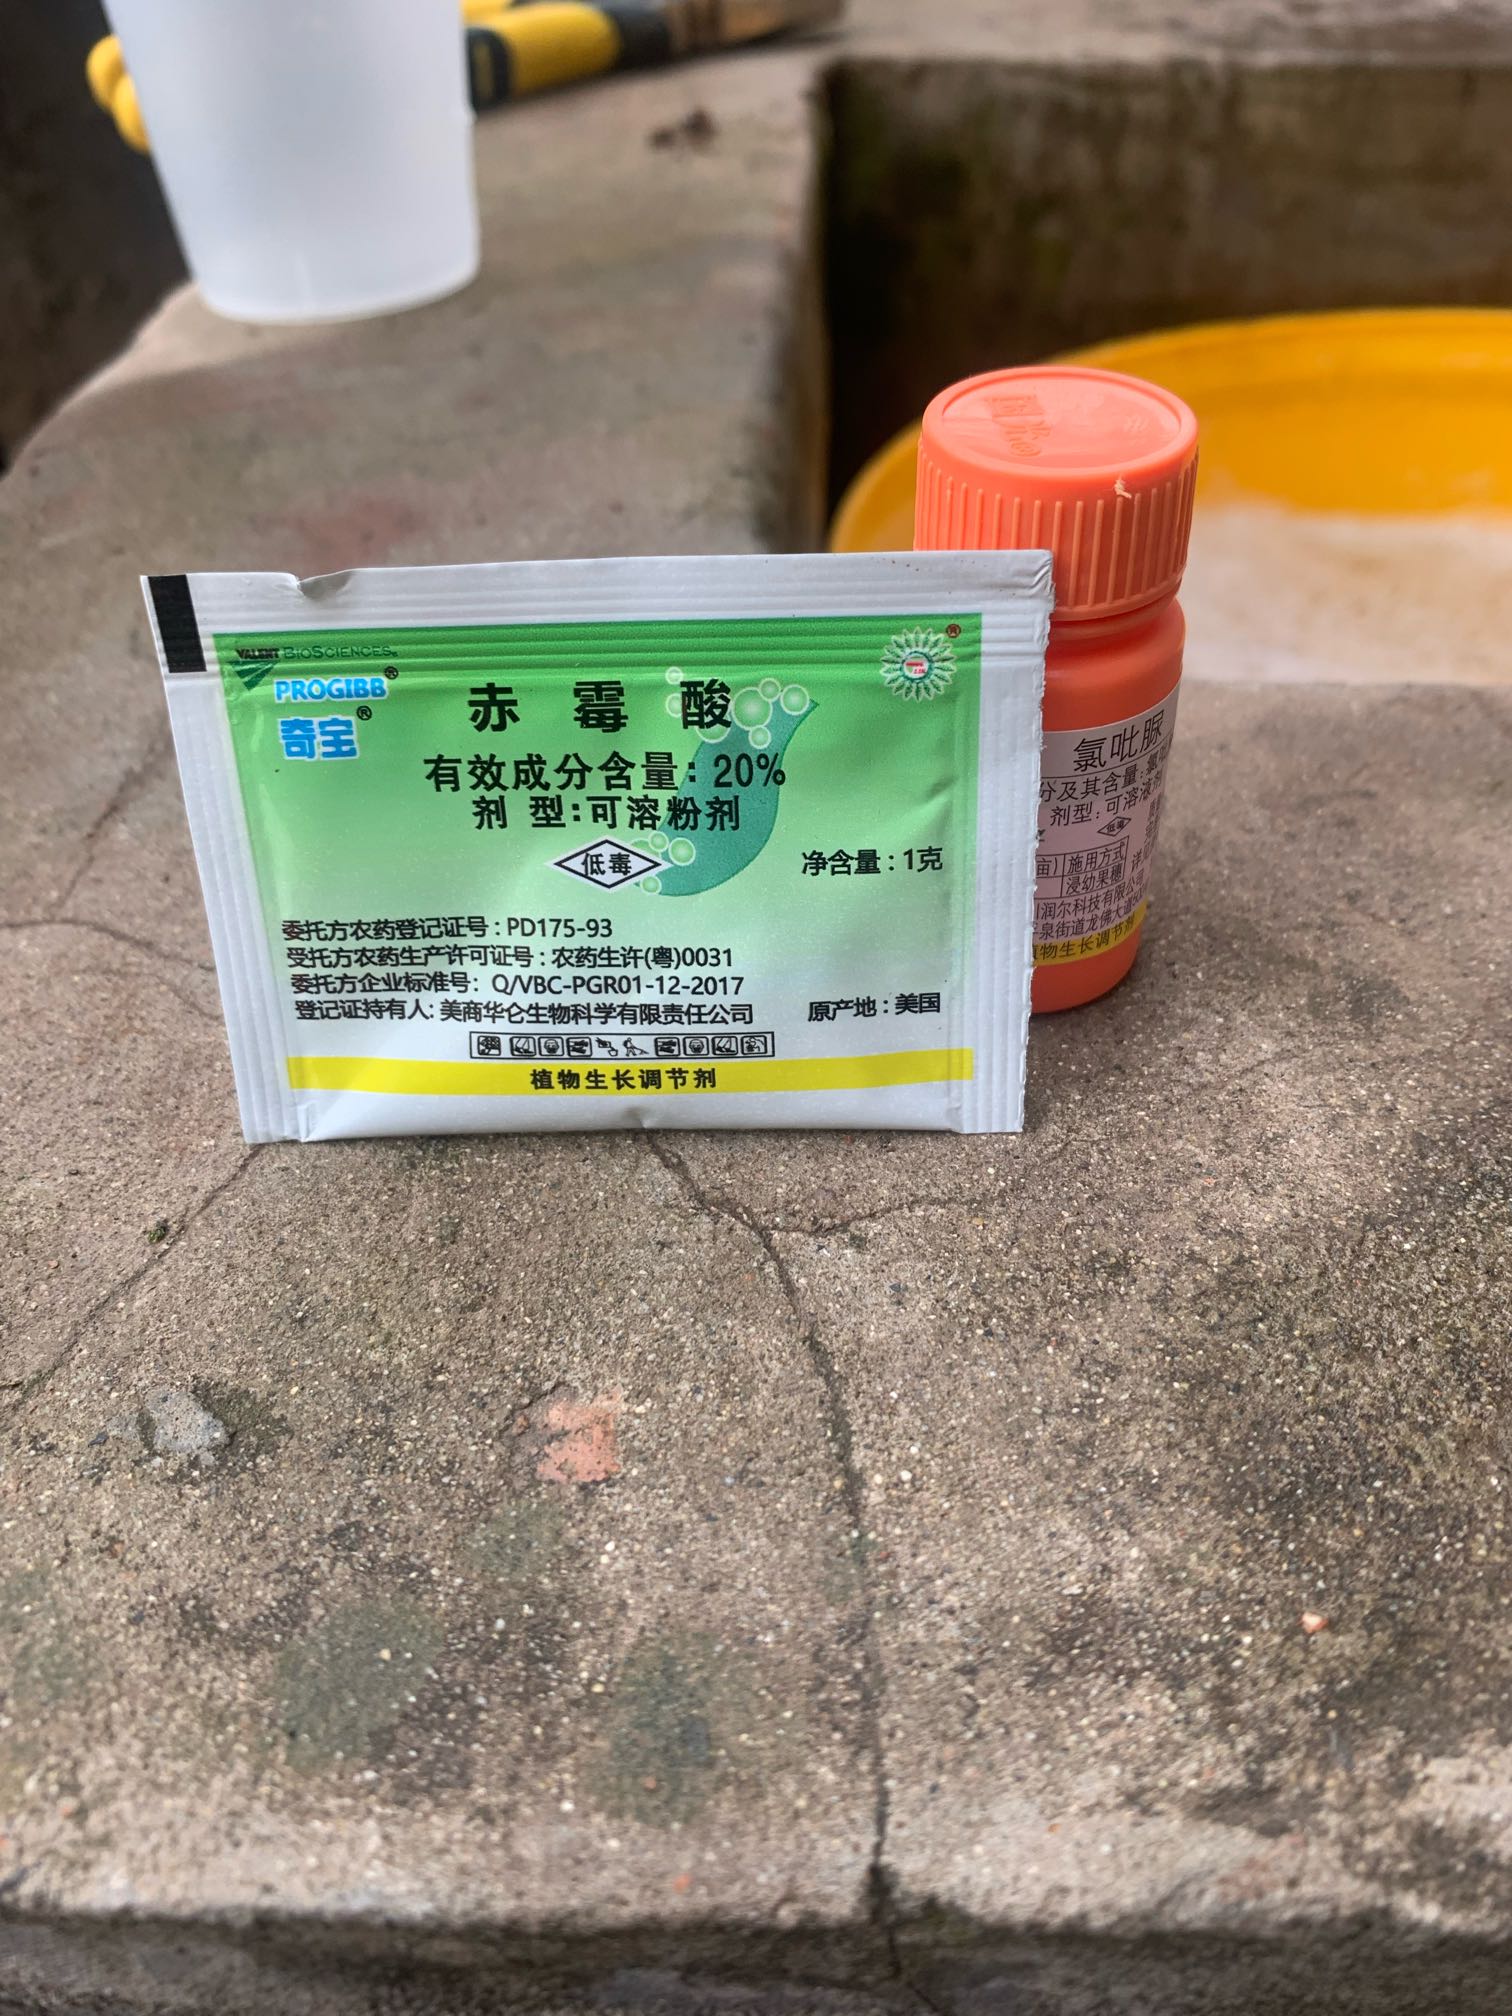 VALENT BIOSCIENCES®
PROGIBB®
奇宝®
赤霉酸
有效成分含量：20%
剂 型：可溶粉剂
低毒
净含量：1克
委托方农药登记证号：PD175-93
受托方农药生产许可证号：农药生许(粤)0031
委托方企业标准号：Q/VBC-PGR01-12-2017
登记证持有人：美商华仑生物科学有限责任公司
原产地：美国
植物生长调节剂
氯吡脲
分及其含量：氯
剂型：可溶液剂
低毒
亩) 施用方式
浸幼果穗
润尔科技有限公司
泉街道龙佛大道
植物生长调节剂